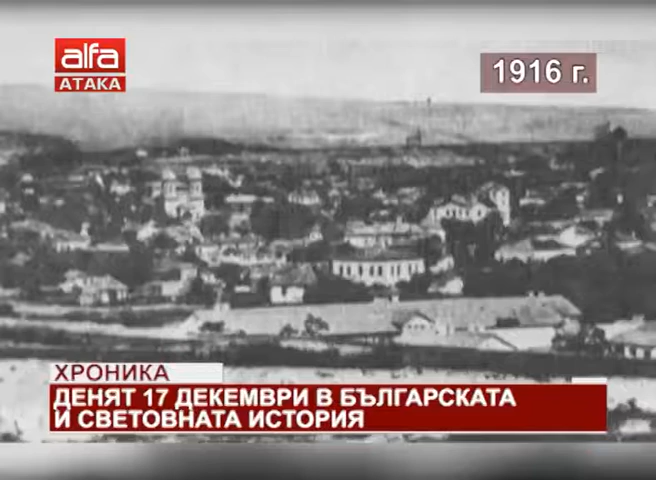 alfa
АТАКА
1916 г.
ХРОНИКА
ДЕНЯТ 17 ДЕКЕМВРИ В БЪЛГАРСКАТА
И СВЕТОВНАТА ИСТОРИЯ